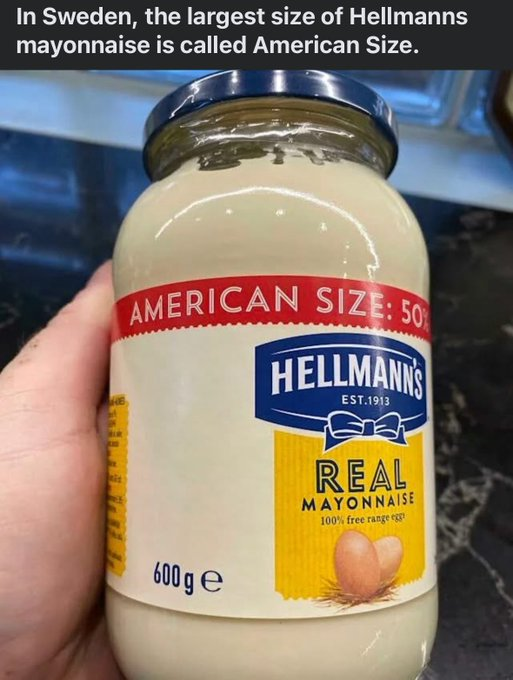 In Sweden, the largest size of Hellmanns
mayonnaise is called American Size.
AMERICAN SIZE: 50%
HELLMANN'S
EST.1913
REAL
MAYONNAISE
100% free range eggs
600g e